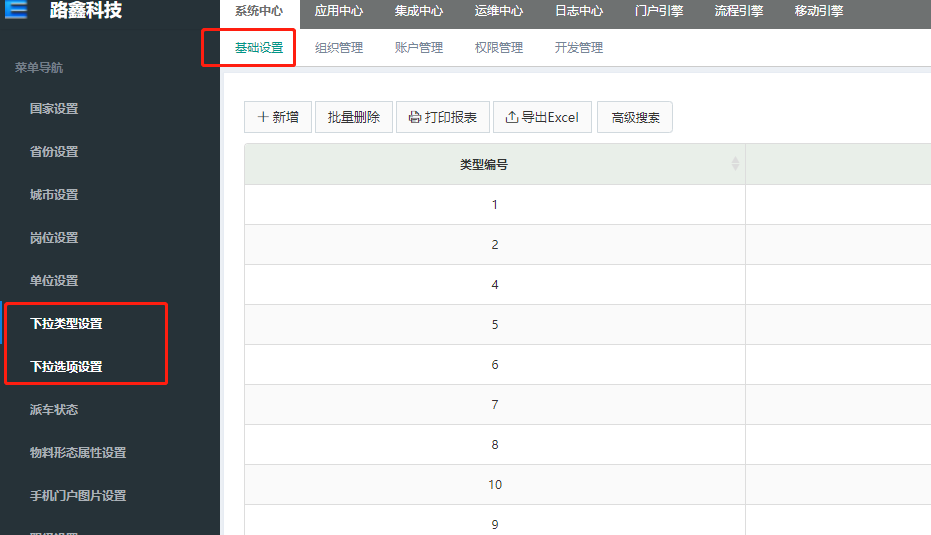 路鑫科技
系统中心 应用中心 集成中心 运维中心 日志中心 门户引擎 流程引擎 移动引擎
基础设置 组织管理 账户管理 权限管理 开发管理
菜单导航
国家设置
省份设置
城市设置
岗位设置
单位设置
下拉类型设置
下拉选项设置
派车状态
物料形态属性设置
手机门户图片设置
新增 批量删除 打印报表 导出Excel 高级搜索
类型编号
1
2
4
5
6
7
8
10
9